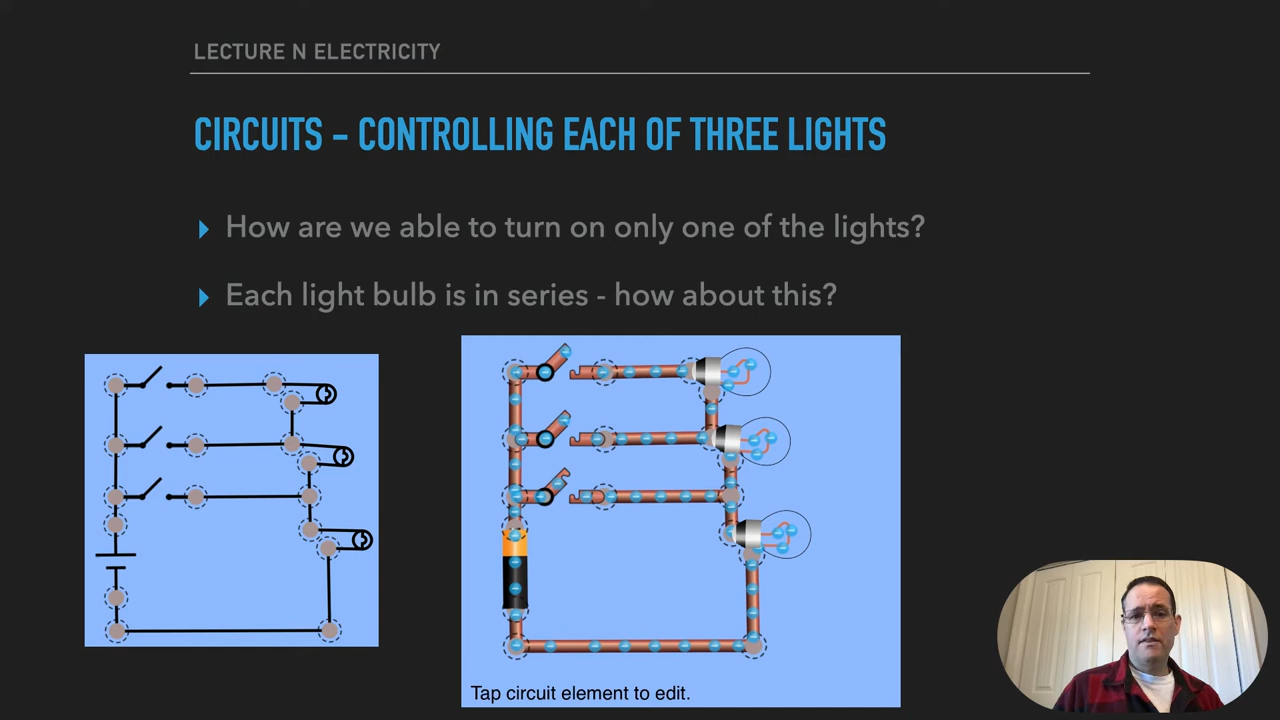 LECTURE N ELECTRICITY
CIRCUITS - CONTROLLING EACH OF THREE LIGHTS
How are we able to turn on only one of the lights?
Each light bulb is in series - how about this?
Tap circuit element to edit.